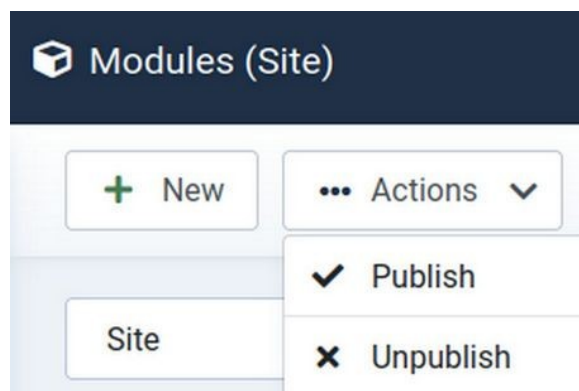 Modules (Site)
New
Actions
Publish
Site
Unpublish